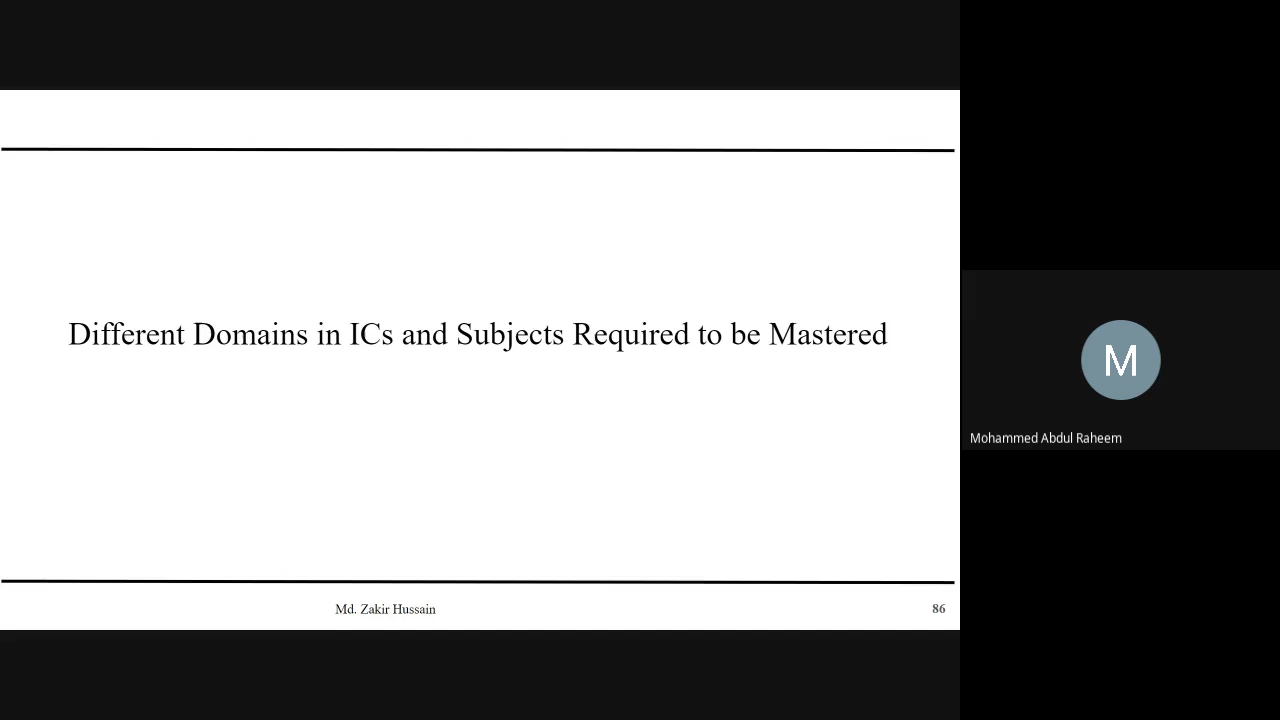 Different Domains in ICs and Subjects Required to be Mastered
M
Mohammed Abdul Raheem
Md. Zakir Hussain
86